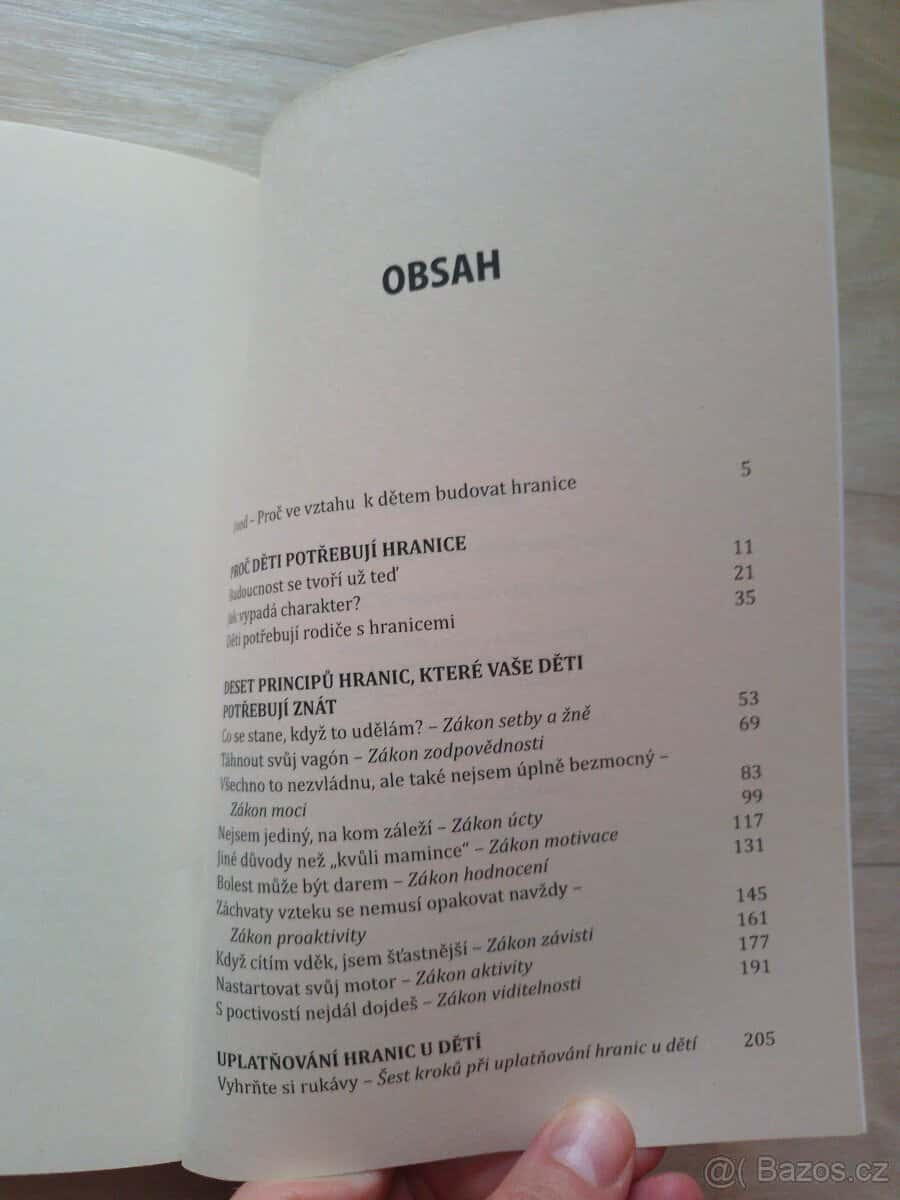 OBSAH
Úvod – Proč ve vztahu k dětem budovat hranice 5
PROČ DĚTI POTŘEBUJÍ HRANICE
Budoucnost se tvoří už teď 11
Jak vypadá charakter? 21
Děti potřebují rodiče s hranicemi 35
DESET PRINCIPŮ HRANIC, KTERÉ VAŠE DĚTI
POTŘEBUJÍ ZNÁT
Co se stane, když to udělám? – Zákon setby a žně 53
Táhnout svůj vagón – Zákon zodpovědnosti 69
Všechno to nezvládnu, ale také nejsem úplně bezmocný –
Zákon moci 83
Nejsem jediný, na kom záleží – Zákon úcty 99
Jiné důvody než „kvůli mamince“ – Zákon motivace 117
Bolest může být darem – Zákon hodnocení 131
Záchvaty vzteku se nemusí opakovat navždy –
Zákon proaktivity 145
Když cítím vděk, jsem šťastnější – Zákon závisti 161
Nastartovat svůj motor – Zákon aktivity 177
S poctivostí nejdál dojdeš – Zákon viditelnosti 191
UPLATŇOVÁNÍ HRANIC U DĚTÍ
Vyhrňte si rukávy – Šest kroků při uplatňování hranic u dětí 205
@( Bazos.cz